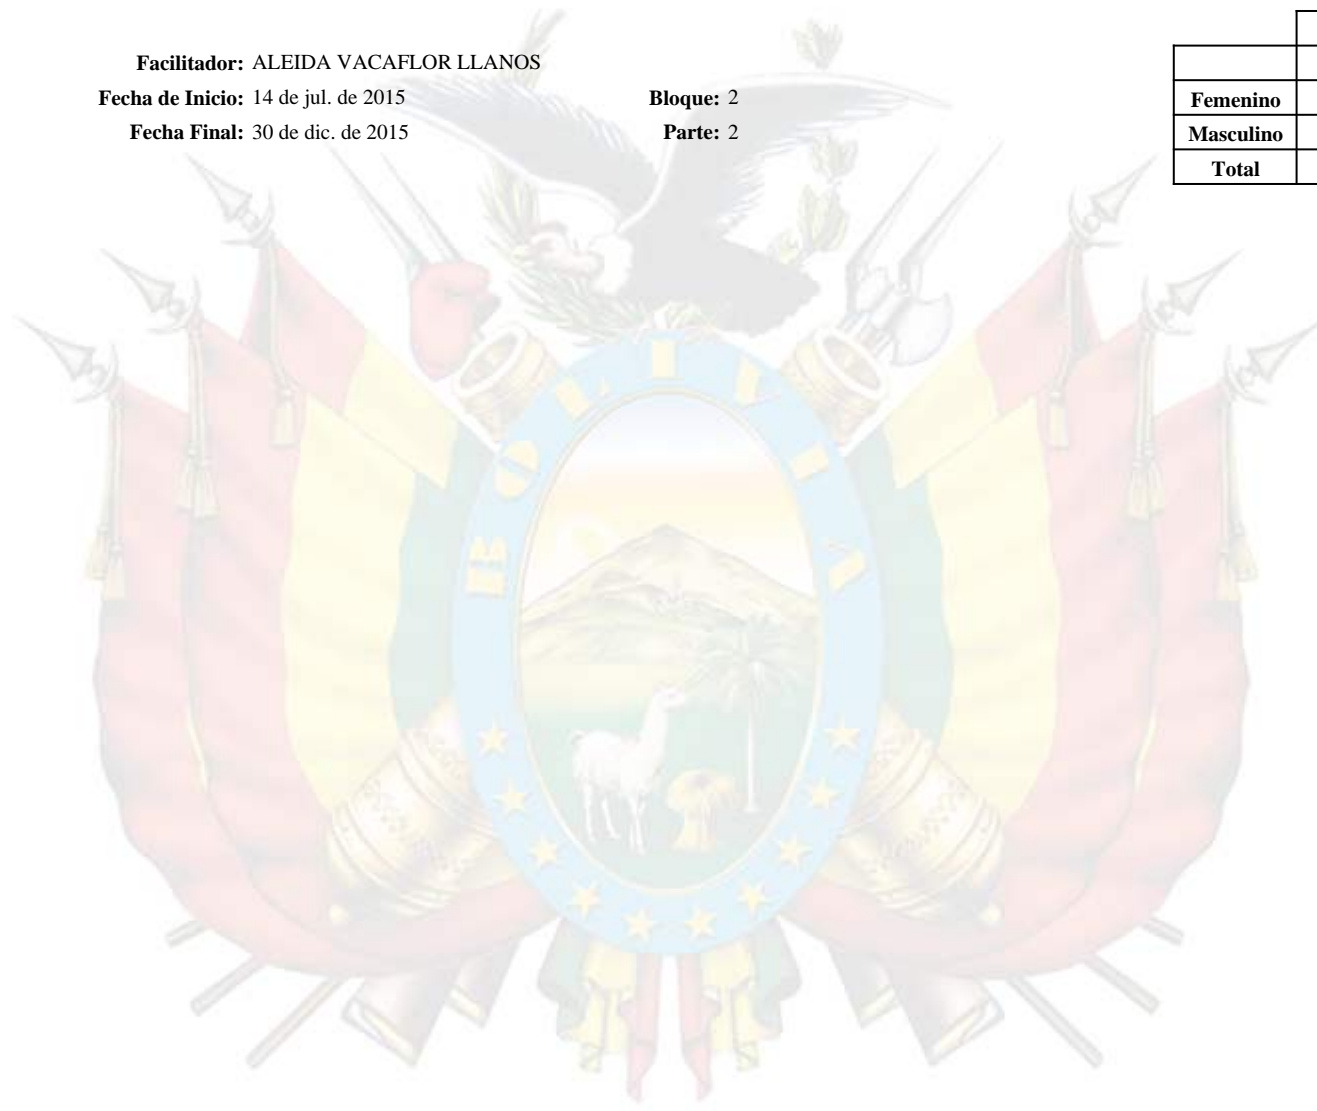 Facilitador: ALEIDA VACAFLOR LLANOS
Fecha de Inicio: 14 de jul. de 2015 Bloque: 2
Fecha Final: 30 de dic. de 2015 Parte: 2
Femenino
Masculino
Total
BOLIVIA